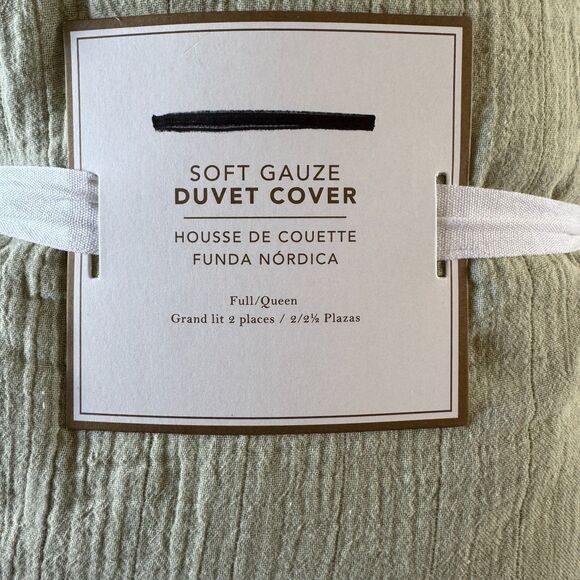 SOFT GAUZE
DUVET COVER
HOUSSE DE COUETTE
FUNDA NÓRDICA
Full/Queen
Grand lit 2 places / 2/2½ Plazas